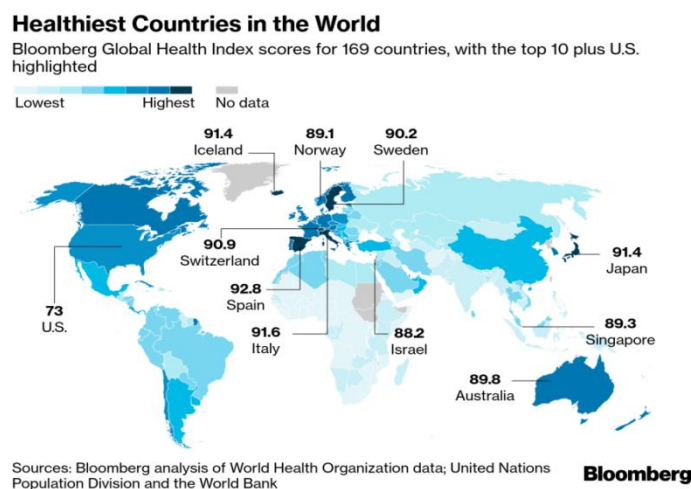 Healthiest Countries in the World
Bloomberg Global Health Index scores for 169 countries, with the top 10 plus U.S.
highlighted
Lowest Highest No data
91.4
Iceland
89.1
Norway
90.2
Sweden
90.9
Switzerland
91.4
Japan
73
U.S.
92.8
Spain
91.6
Italy
88.2
Israel
89.3
Singapore
89.8
Australia
Sources: Bloomberg analysis of World Health Organization data; United Nations
Population Division and the World Bank
Bloomberg